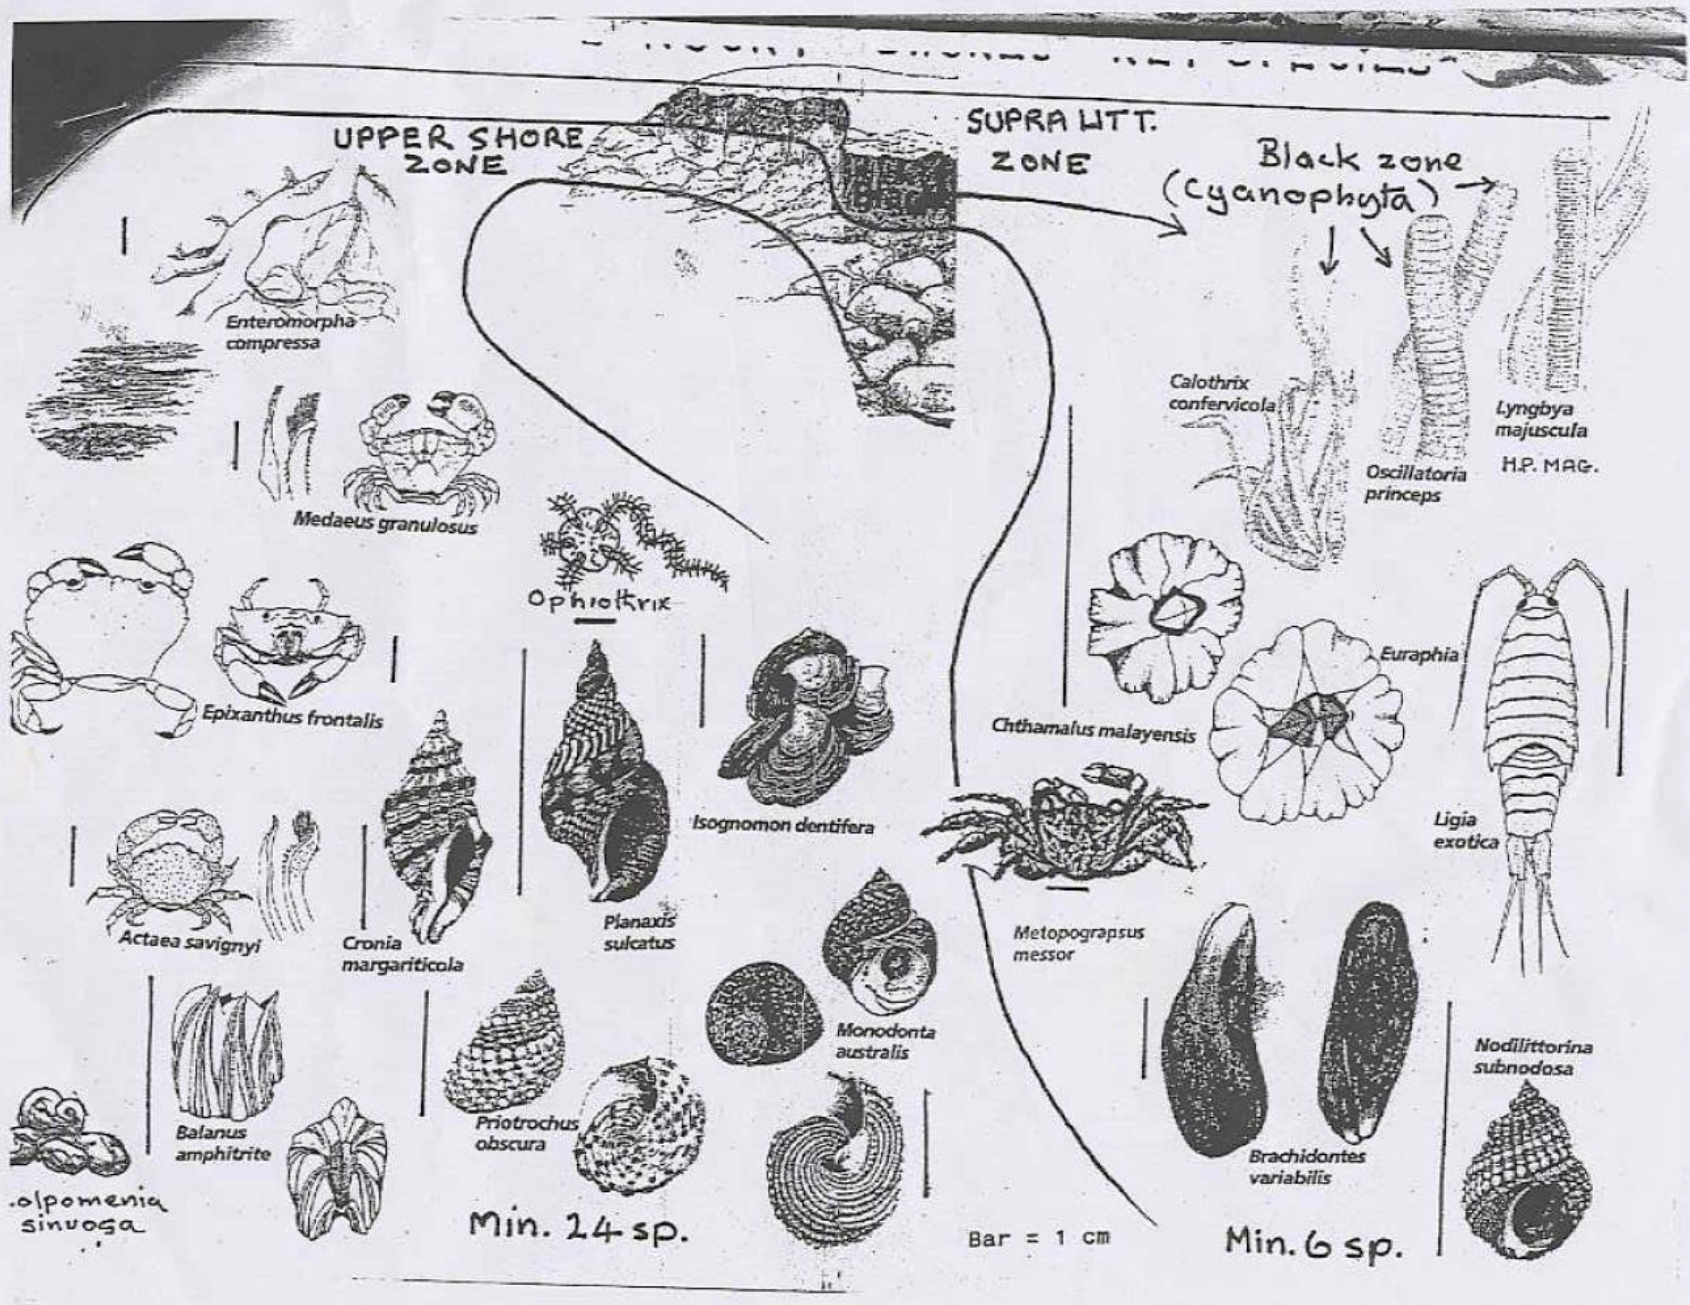 UPPER SHORE
ZONE
SUPRA LITT.
ZONE
Black zone
(Cyanophyta)
Enteromorpha
compressa
Calothrix
confervicola
Lyngbya
majuscula
H.P. MAG.
Oscillatoria
princeps
Medaeus granulosus
Ophiothrix
Epixanthus frontalis
Euraphia
Chthamalus malayensis
Isognomon dentifera
Ligia
exotica
Planaxis
sulcatus
Actaea savignyi
Cronia
margariticola
Metopograpsus
messor
Monodonta
australis
Nodilittorina
subnodosa
Priotrochus
obscura
Balanus
amphitrite
Brachidontes
variabilis
.olpomenia
sinuosa
Min. 24 sp.
Bar = 1 cm
Min. 6 sp.